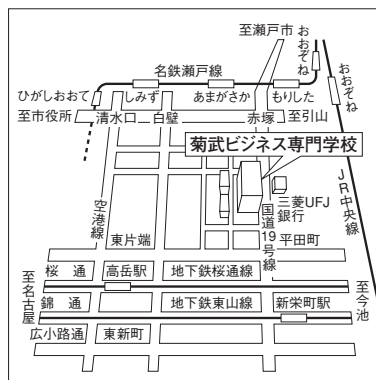 至瀬戸市
おおぞね
おおぞね
名鉄瀬戸線
ひがしおおて
しみず
あまがさか
もりした
至市役所
清水口
白壁
赤塚
至引山
菊武ビジネス専門学校
空港線
国道19号線
三菱UFJ
銀行
JR中央線
東片端
平田町
桜通
高岳駅
地下鉄桜通線
至名古屋
至今池
錦通
地下鉄東山線
新栄町駅
広小路通
東新町